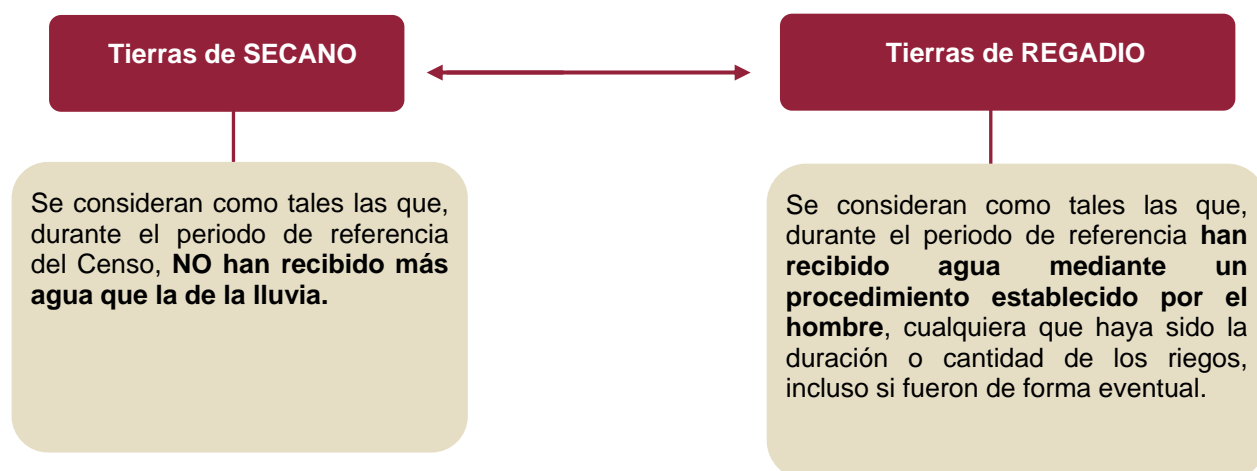 Tierras de SECANO
Tierras de REGADIO
Se consideran como tales las que,
durante el periodo de referencia
del Censo, NO han recibido más
agua que la de la lluvia.
Se consideran como tales las que,
durante el periodo de referencia han
recibido agua mediante un
procedimiento establecido por el
hombre, cualquiera que haya sido la
duración o cantidad de los riegos,
incluso si fueron de forma eventual.